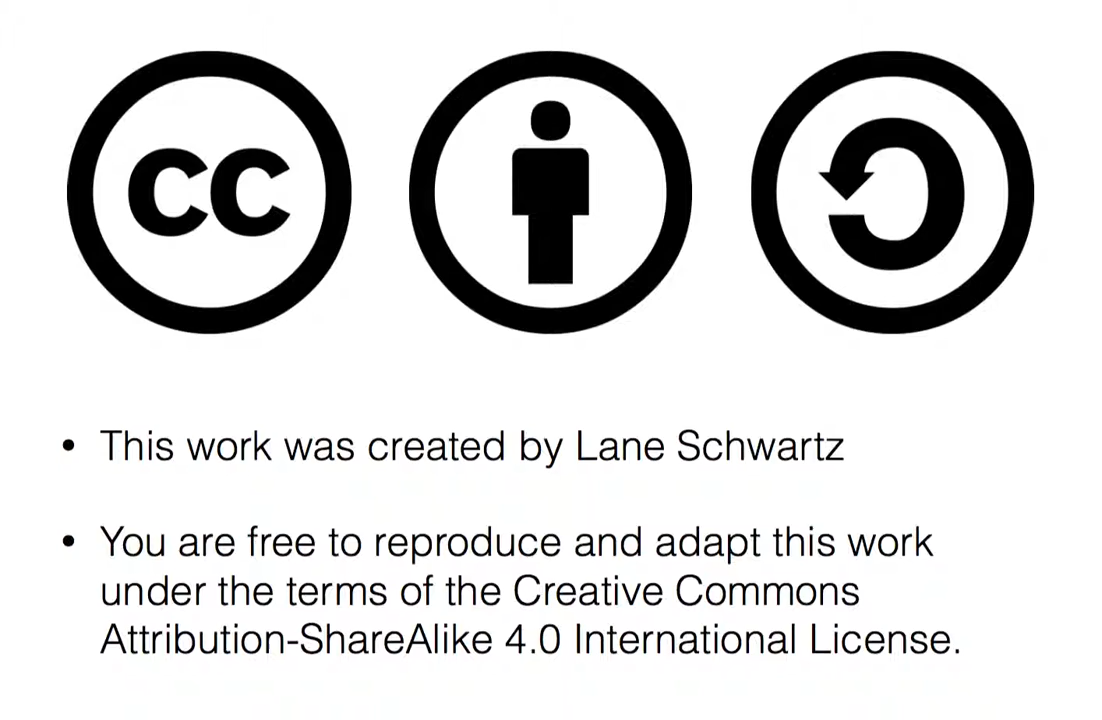 cc
• This work was created by Lane Schwartz
• You are free to reproduce and adapt this work
under the terms of the Creative Commons
Attribution-ShareAlike 4.0 International License.